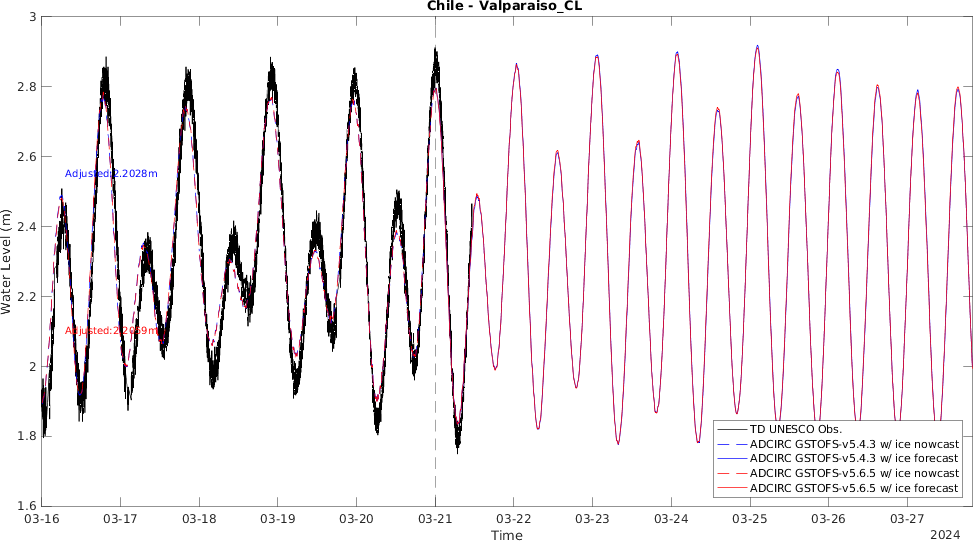 Chile - Valparaiso_CL
3
2.8
2.6
2.4
2.2
2
1.8
1.6
Water Level (m)
Adjusted:2.2028m
TD UNESCO Obs.
ADCIRC GSTOFS-v5.4.3 w/ ice nowcast
ADCIRC GSTOFS-v5.4.3 w/ ice forecast
ADCIRC GSTOFS-v5.6.5 w/ ice nowcast
ADCIRC GSTOFS-v5.6.5 w/ ice forecast
03-16 03-17 03-18 03-19 03-20 03-21 03-22 03-23 03-24 03-25 03-26 03-27
Time
2024